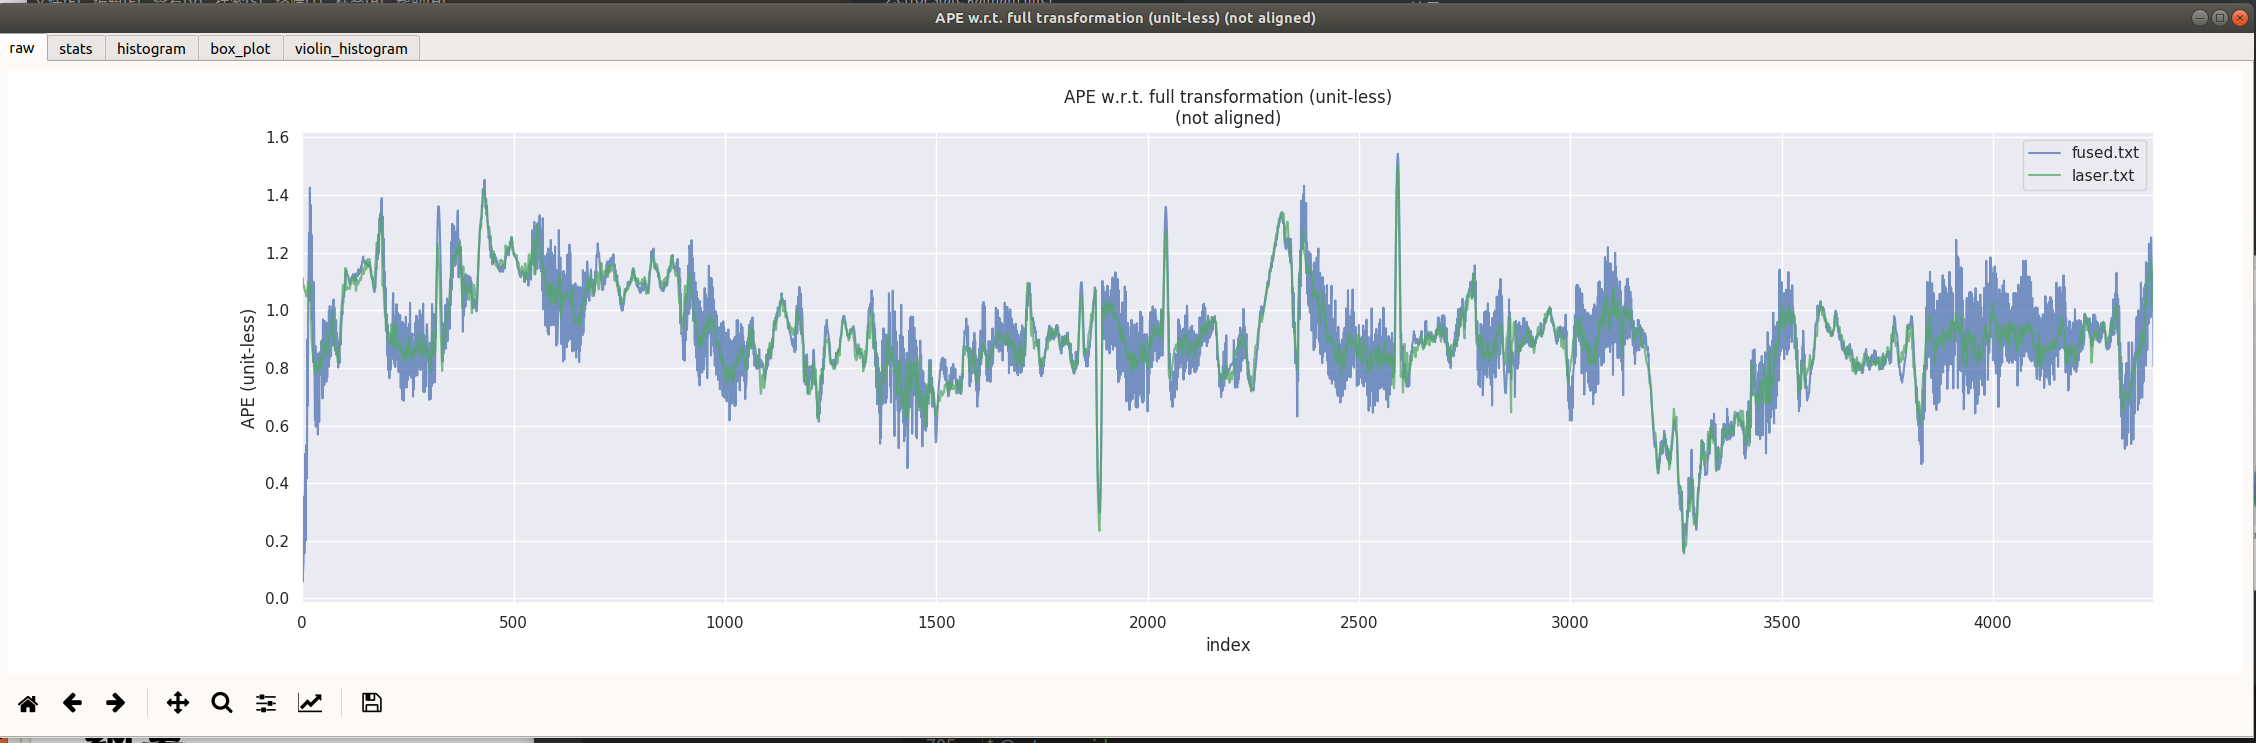 APE w.r.t. full transformation (unit-less) (not aligned)
raw stats histogram box_plot violin_histogram
APE w.r.t. full transformation (unit-less)
(not aligned)
fused.txt
laser.txt
APE (unit-less)
1.6
1.4
1.2
1.0
0.8
0.6
0.4
0.2
0.0
0 500 1000 1500 2000 2500 3000 3500 4000
index